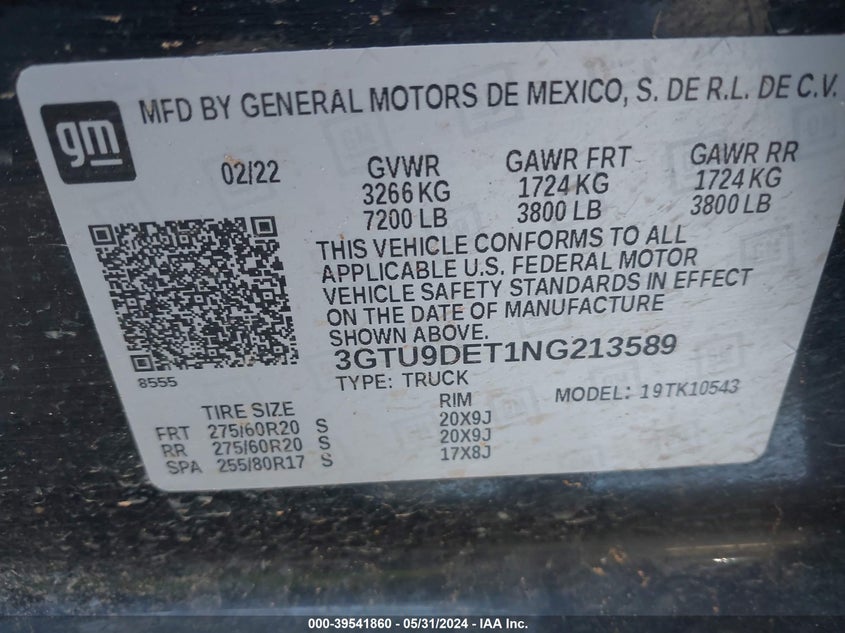 gm
MFD BY GENERAL MOTORS DE MEXICO, S. DE R.L. DE C.V.
02/22 GVWR GAWR FRT GAWR RR
3266 KG 1724 KG 1724 KG
7200 LB 3800 LB 3800 LB
THIS VEHICLE CONFORMS TO ALL
APPLICABLE U.S. FEDERAL MOTOR
VEHICLE SAFETY STANDARDS IN EFFECT
ON THE DATE OF MANUFACTURE
SHOWN ABOVE.
3GTU9DET1NG213589
8555 TYPE: TRUCK MODEL: 19TK10543
TIRE SIZE RIM
FRT 275/60R20 S 20X9J
RR 275/60R20 S 20X9J
SPA 255/80R17 S 17X8J
000-39541860 - 05/31/2024 - IAA Inc.